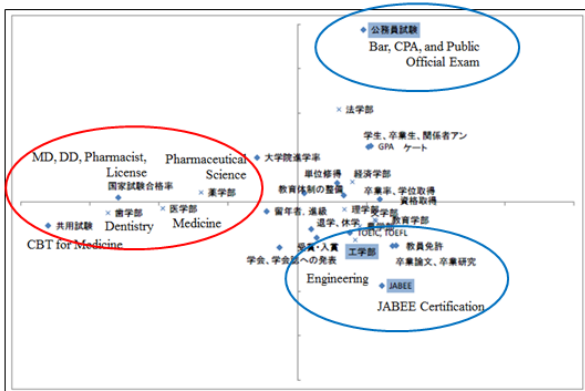 公務員試験
Bar, CPA, and Public
Official Exam
法学部
学生、卒業生、関係者アン
GPA ケート
MD, DD, Pharmacist,
License
Pharmaceutical
Science
大学院進学率
国家試験合格率
薬学部
単位修得
経済学部
教育体制の整備
卒業率、学位取得
資格取得
歯学部
医学部
Dentistry
Medicine
留年者、進級
理学部
文学部
共用試験
退学、休学
農学部
教育学部
CBT for Medicine
TOEIC, TOEFL
受賞・入賞
工学部
教員免許
学会、学会誌への発表
卒業論文、卒業研究
Engineering
JABEE
JABEE Certification